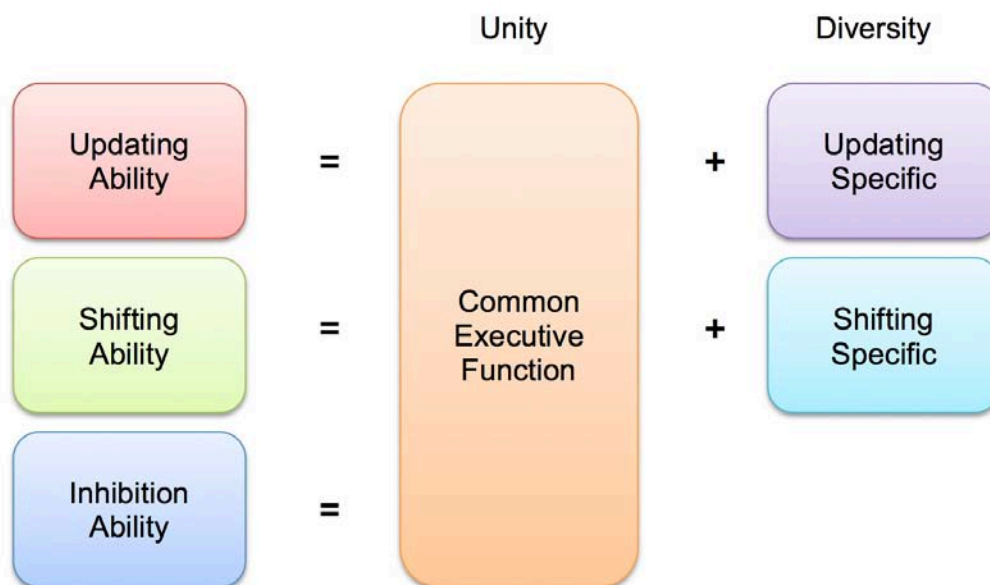 Unity
Diversity
Updating
Ability
=
+
Updating
Specific
Shifting
Ability
=
Common
Executive
Function
+
Shifting
Specific
Inhibition
Ability
=